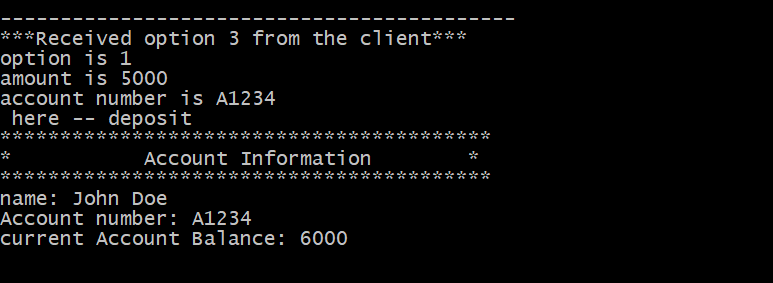 -------------------------------------------
***Received option 3 from the client***
option is 1
amount is 5000
account number is A1234
 here -- deposit
*****************************************
*           Account Information        *
*****************************************
name: John Doe
Account number: A1234
current Account Balance: 6000